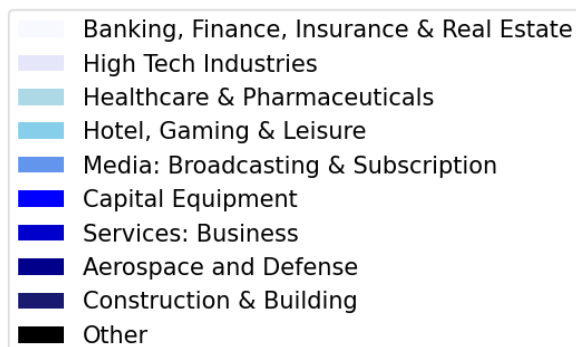 Banking, Finance, Insurance & Real Estate
High Tech Industries
Healthcare & Pharmaceuticals
Hotel, Gaming & Leisure
Media: Broadcasting & Subscription
Capital Equipment
Services: Business
Aerospace and Defense
Construction & Building
Other